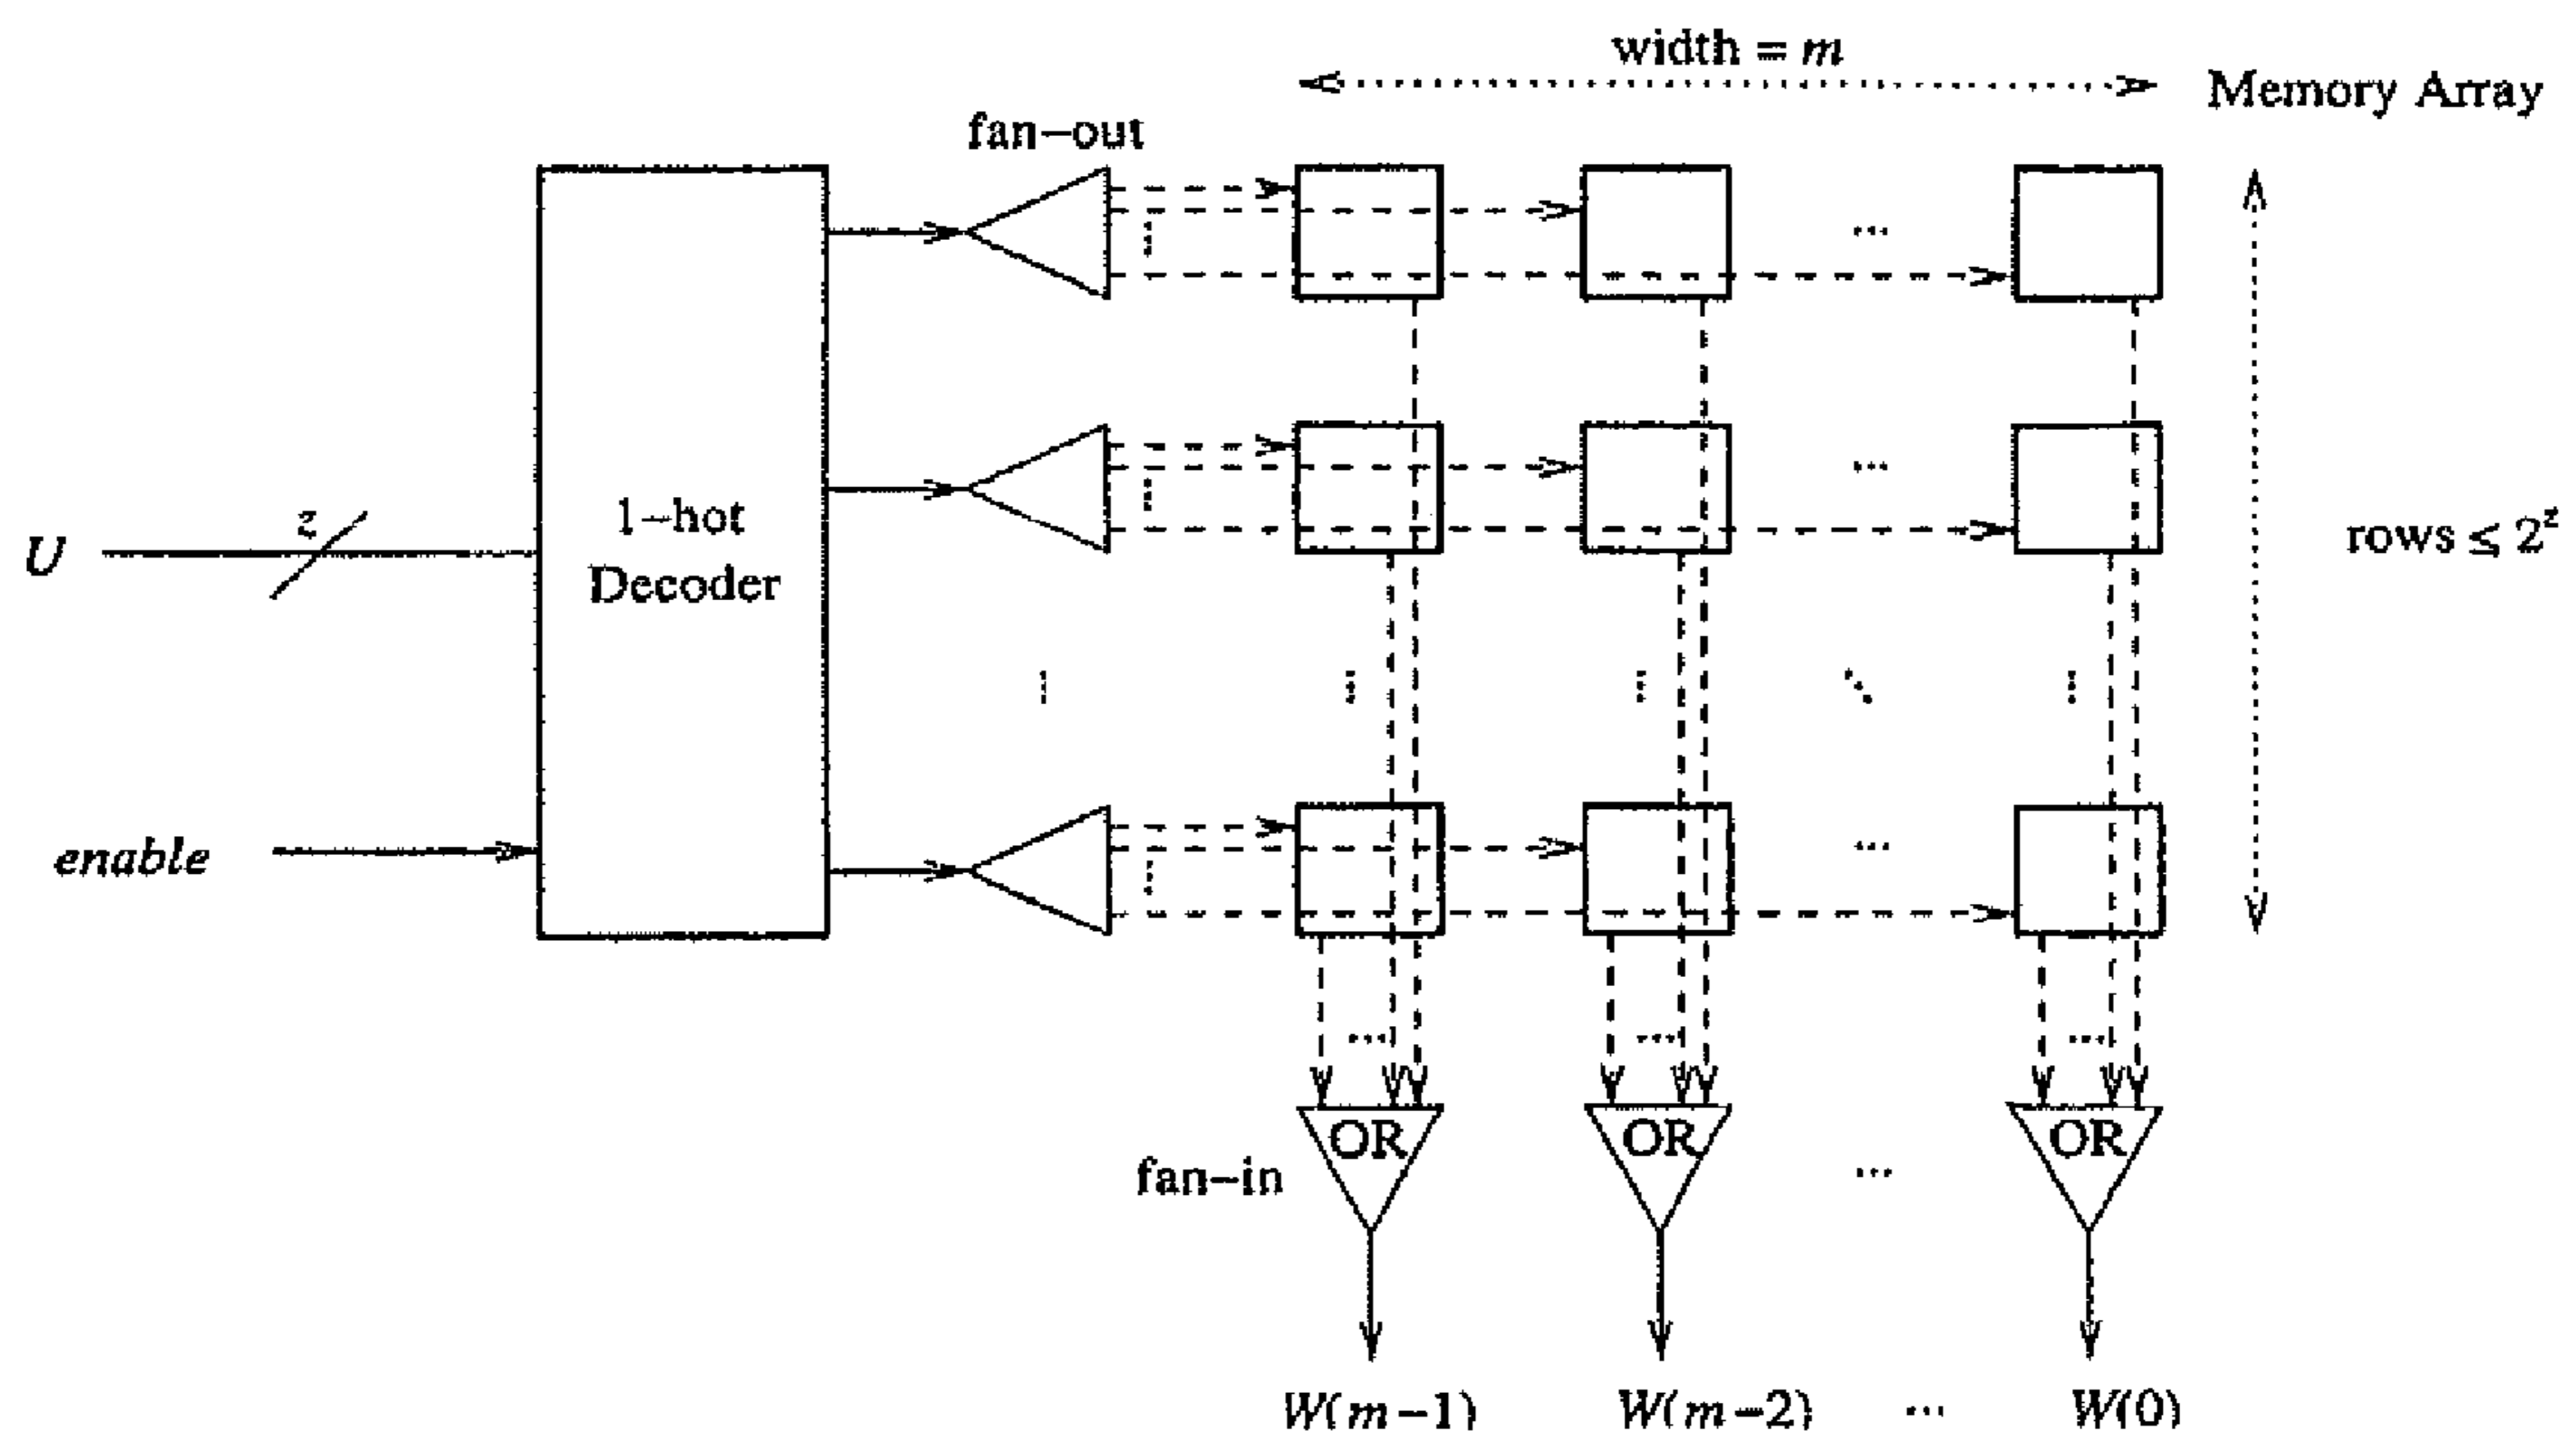 width = m
Memory Array
fan–out
...
...
z
U
1–hot
Decoder
rows ≤ 2^z
enable
...
... ... ...
OR OR OR
fan–in
...
W(m–1) W(m–2) ... W(0)